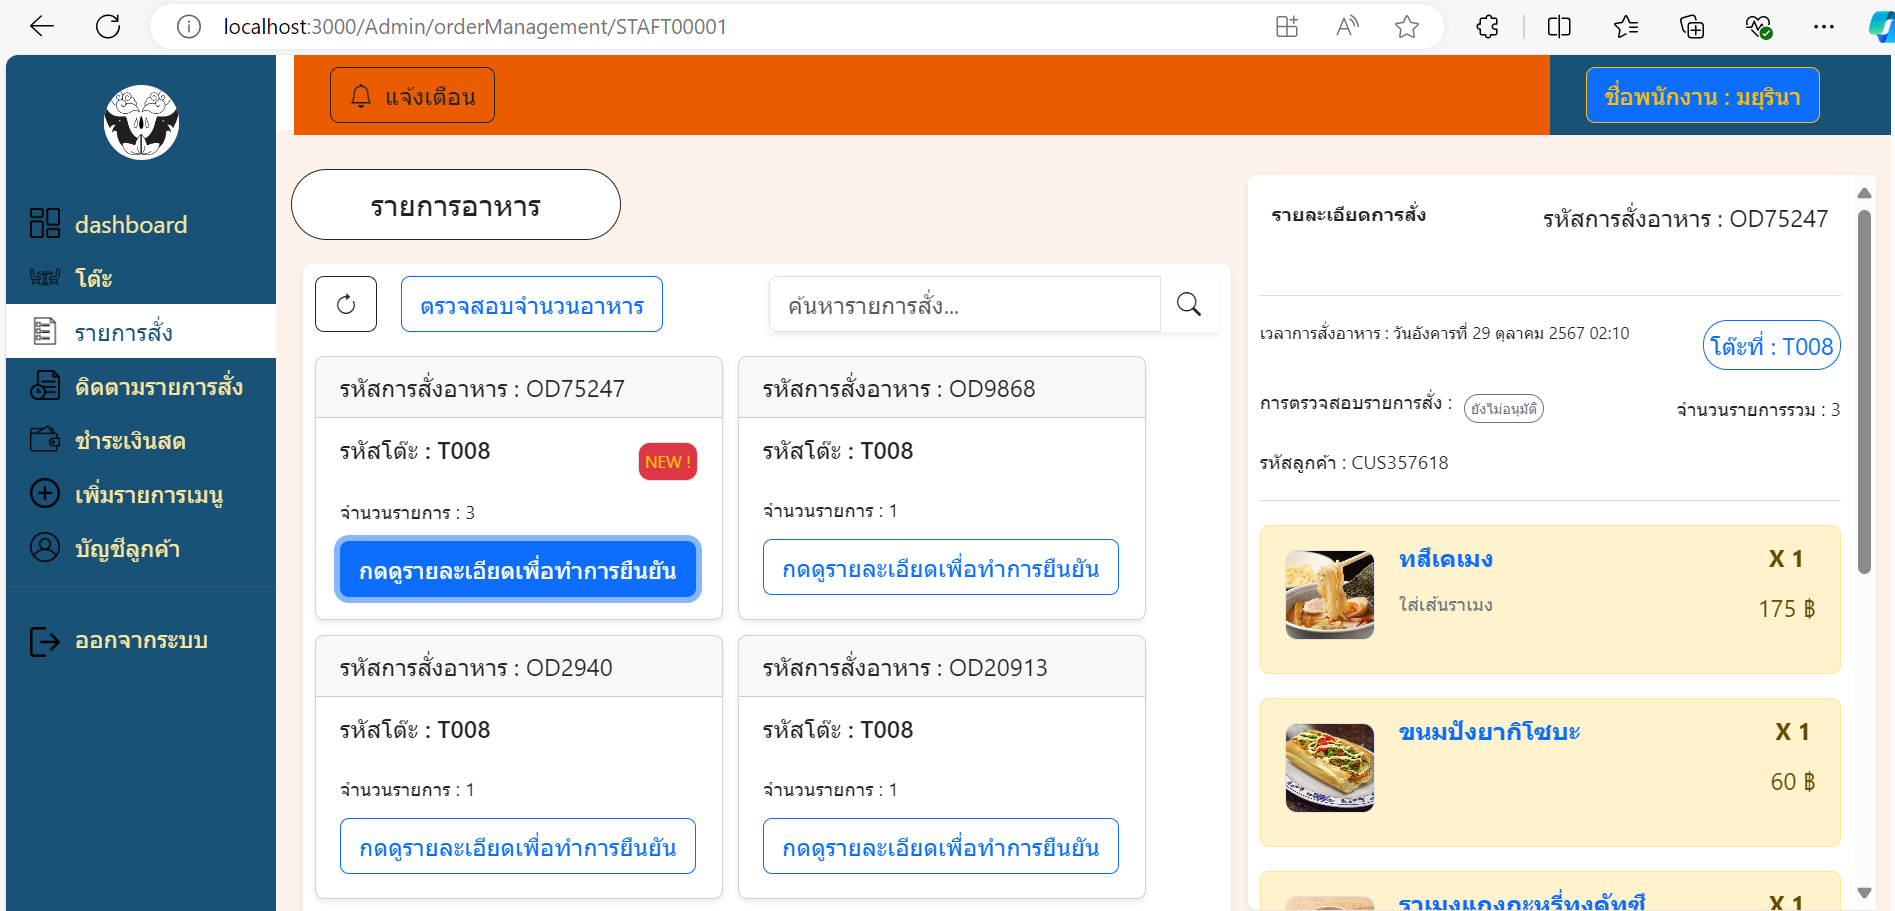 localhost:3000/Admin/orderManagement/STAFT00001
แจ้งเตือน
ชื่อพนักงาน : มยุรินา
dashboard
โต๊ะ
รายการสั่ง
ติดตามรายการสั่ง
ชำระเงินสด
เพิ่มรายการเมนู
บัญชีลูกค้า
ออกจากระบบ
รายการอาหาร
ตรวจสอบจำนวนอาหาร
ค้นหารายการสั่ง...
รหัสการสั่งอาหาร : OD75247
รหัสโต๊ะ : T008
NEW !
จำนวนรายการ : 3
กดดูรายละเอียดเพื่อทำการยืนยัน
รหัสการสั่งอาหาร : OD9868
รหัสโต๊ะ : T008
จำนวนรายการ : 1
กดดูรายละเอียดเพื่อทำการยืนยัน
รหัสการสั่งอาหาร : OD2940
รหัสโต๊ะ : T008
จำนวนรายการ : 1
กดดูรายละเอียดเพื่อทำการยืนยัน
รหัสการสั่งอาหาร : OD20913
รหัสโต๊ะ : T008
จำนวนรายการ : 1
กดดูรายละเอียดเพื่อทำการยืนยัน
รายละเอียดการสั่ง
รหัสการสั่งอาหาร : OD75247
เวลาการสั่งอาหาร : วันอังคารที่ 29 ตุลาคม 2567 02:10
โต๊ะที่ : T008
การตรวจสอบรายการสั่ง : ยังไม่อนุมัติ
จำนวนรายการรวม : 3
รหัสลูกค้า : CUS357618
ทสึเคเมง
X 1
ใส่เส้นราเมง
175 ฿
ขนมปังยากิโซบะ
X 1
60 ฿
ราเมงแกงกะหรี่ทงคัทซึ
X 1